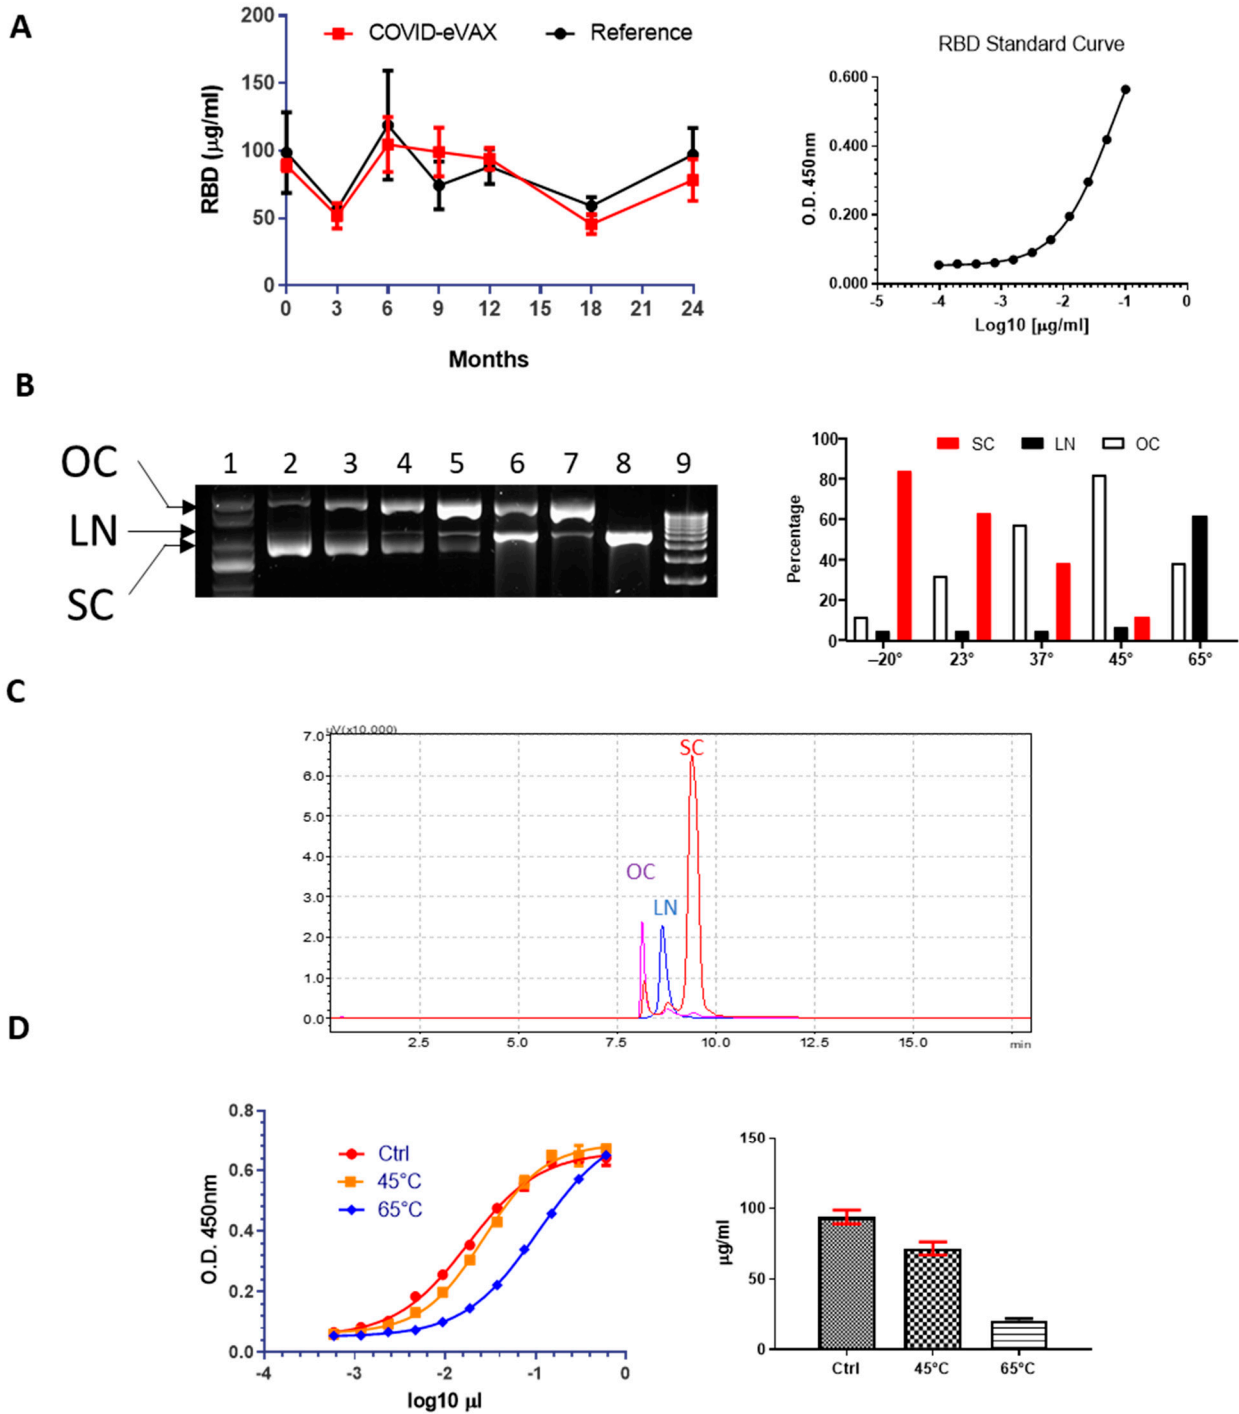 A
COVID-eVAX
Reference
RBD (µg/ml)
200
150
100
50
0
0 3 6 9 12 15 18 21 24
Months
RBD Standard Curve
O.D. 450nm
0.600
0.400
0.200
0.000
-5 -4 -3 -2 -1 0
Log10 [µg/ml]
B
OC
LN
SC
1 2 3 4 5 6 7 8 9
SC LN OC
Percentage
100
80
60
40
20
0
–20° 23° 37° 45° 65°
C
uV(x10,000)
7.0
6.0
5.0
4.0
3.0
2.0
1.0
0.0
SC
OC
LN
2.5 5.0 7.5 10.0 12.5 15.0 min
D
O.D. 450nm
0.8
0.6
0.4
0.2
0.0
Ctrl
45°C
65°C
-4 -3 -2 -1 0
log10 µl
µg/ml
150
100
50
0
Ctrl 45°C 65°C